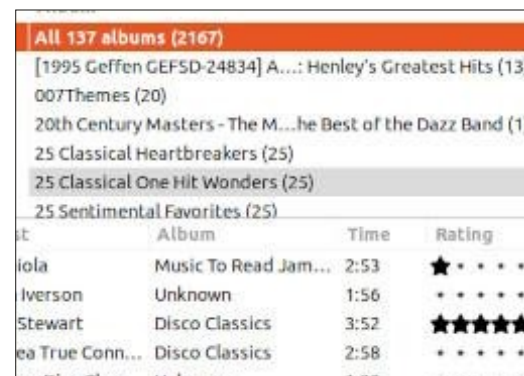 All 137 albums (2167)
[1995 Geffen GEFSD-24834] A...: Henley's Greatest Hits (13
007Themes (20)
20th Century Masters - The M...he Best of the Dazz Band (1
25 Classical Heartbreakers (25)
25 Classical One Hit Wonders (25)
25 Sentimental Favorites (25)
st Album Time Rating
iola Music To Read Jam... 2:53
Iverson Unknown 1:56
Stewart Disco Classics 3:52
ea True Conn... Disco Classics 2:58